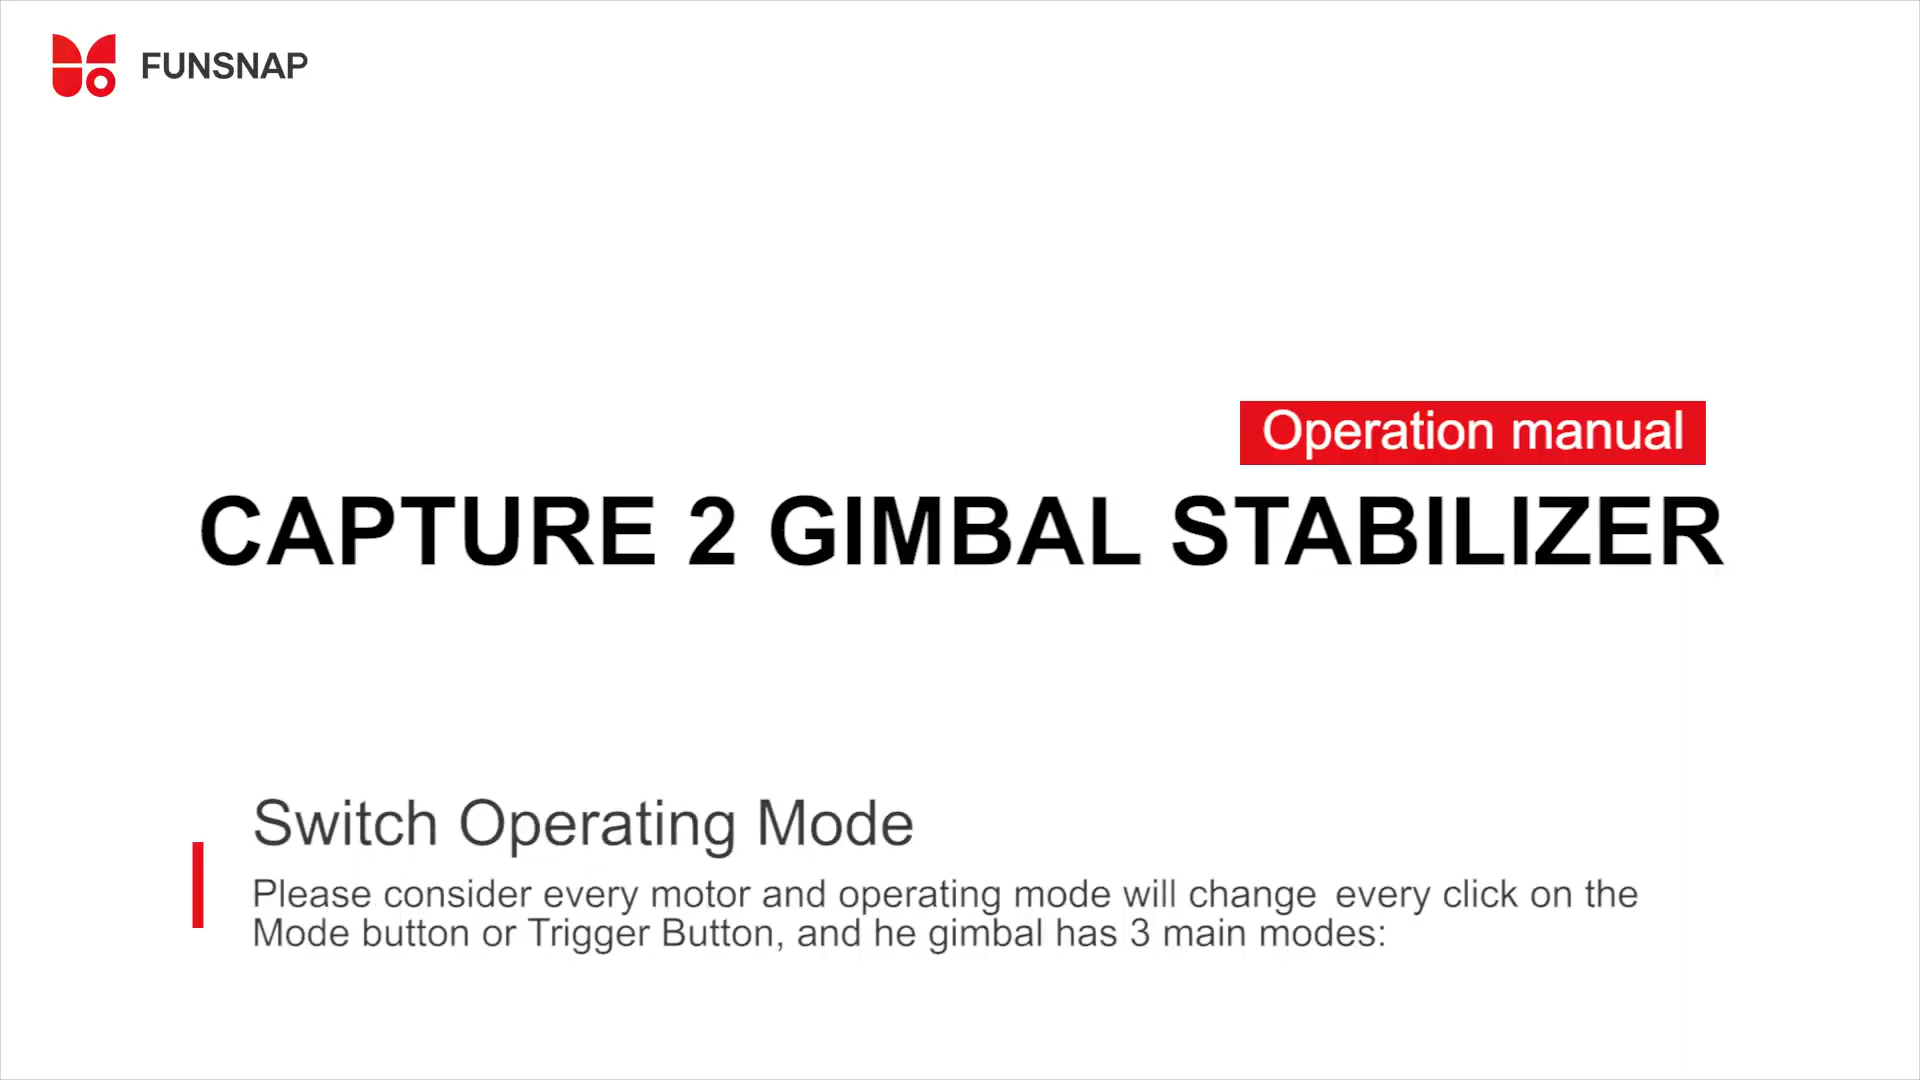 FUNSNAP
Operation manual
CAPTURE 2 GIMBAL STABILIZER
Switch Operating Mode
Please consider every motor and operating mode will change every click on the
Mode button or Trigger Button, and he gimbal has 3 main modes: